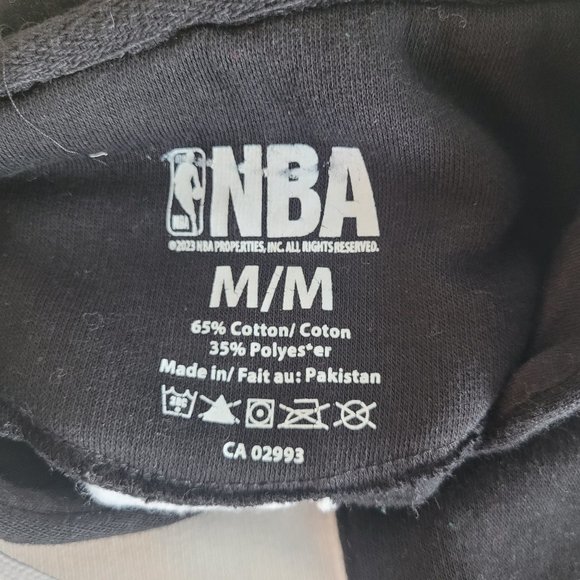 NBA
NBA
©2023 NBA PROPERTIES, INC. ALL RIGHTS RESERVED.
M/M
65% Cotton/ Coton
35% Polyes*er
Made in/ Fait au: Pakistan
CA 02993